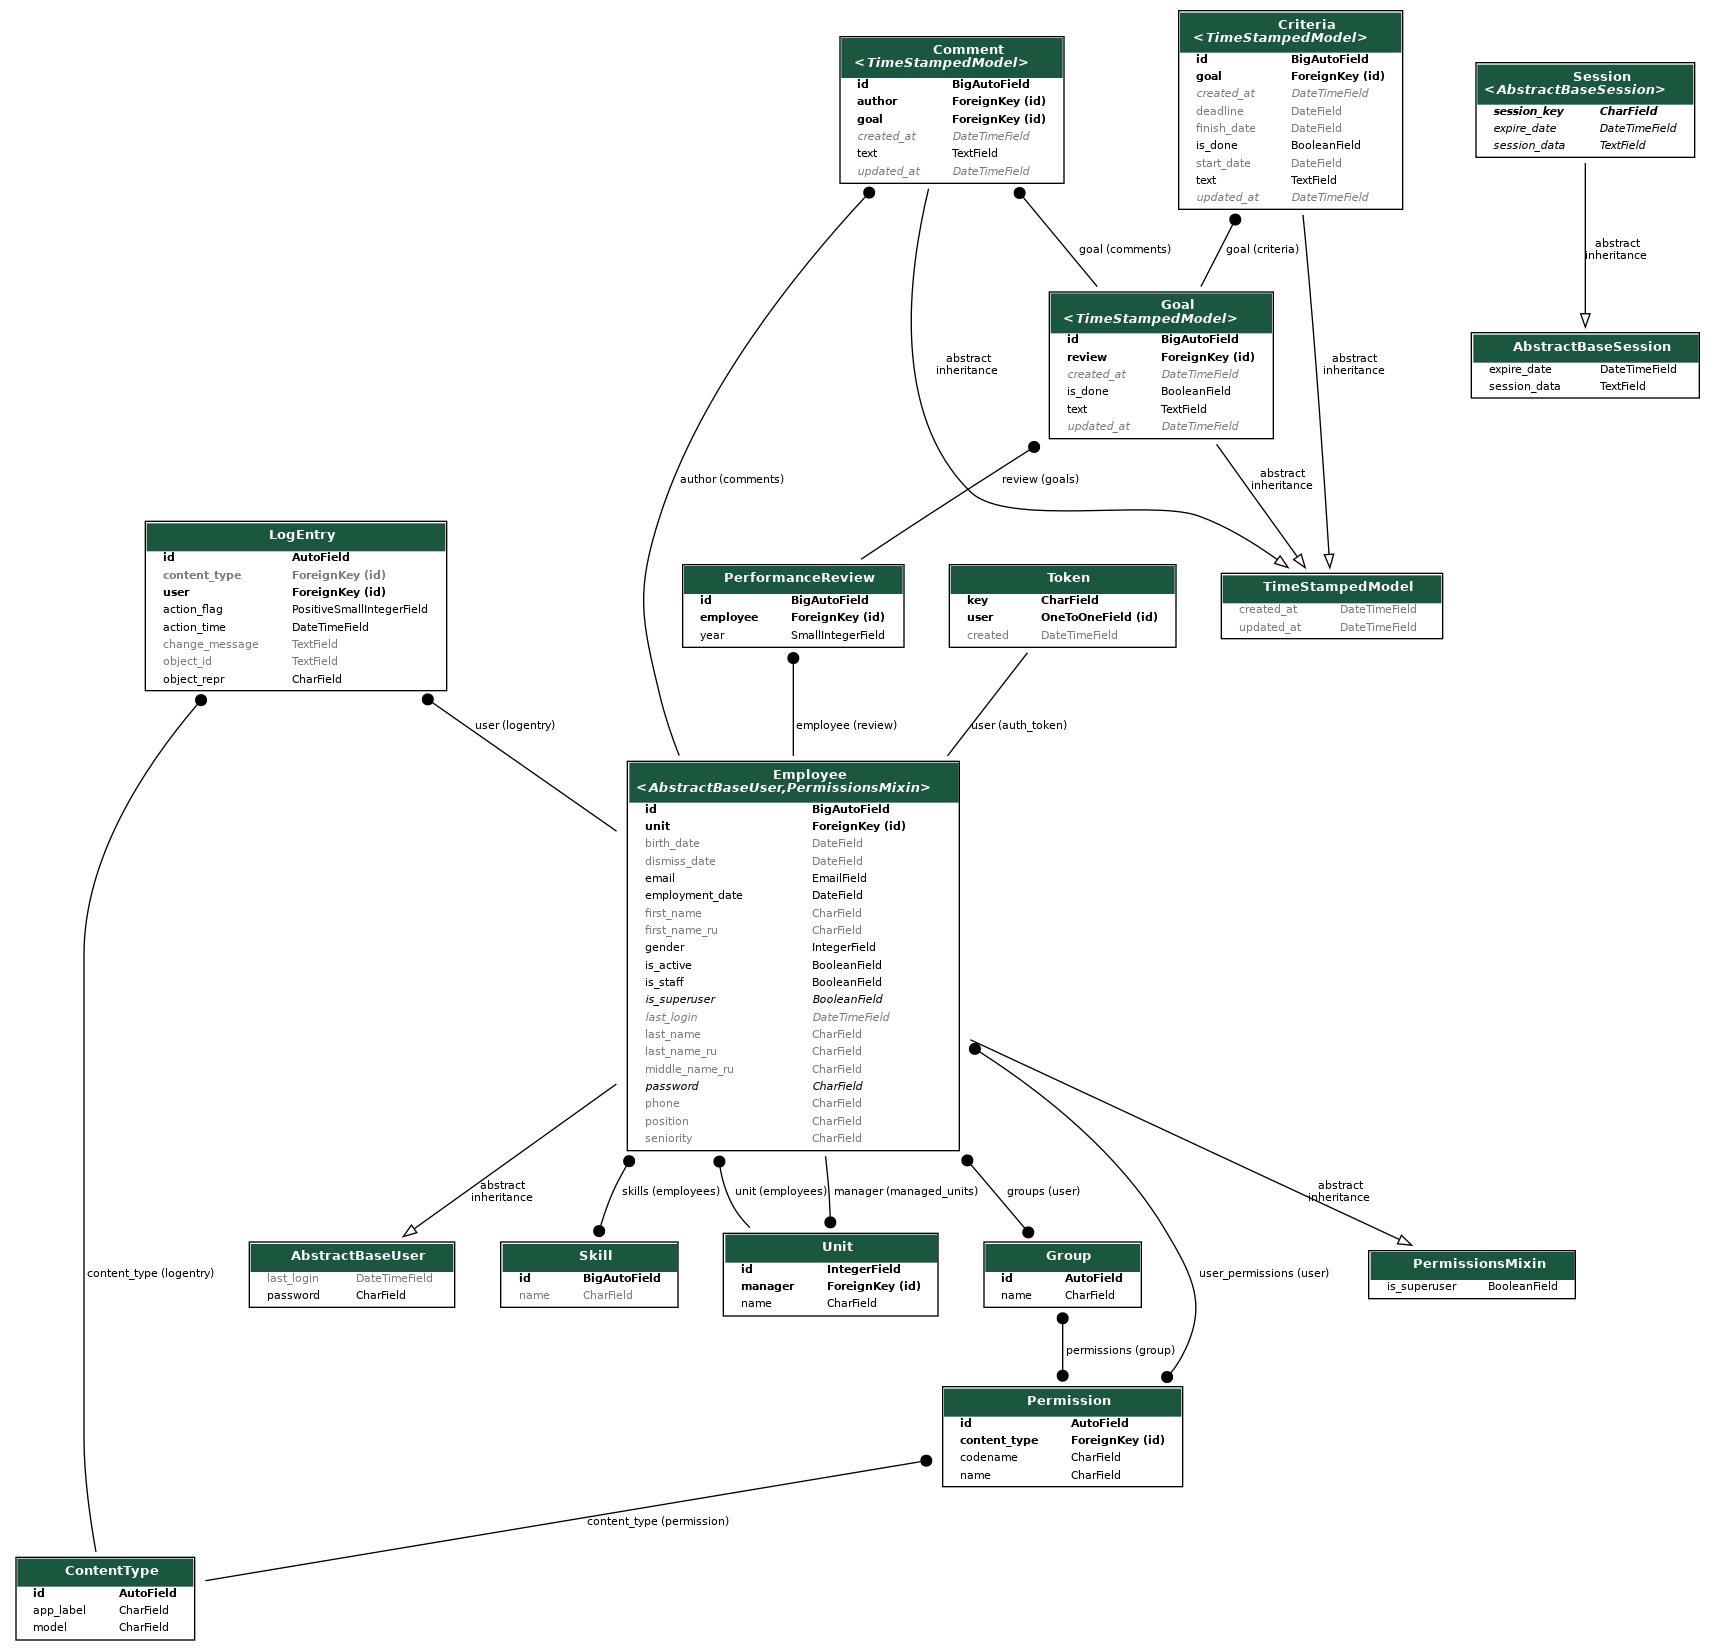 Comment
<TimeStampedModel>
id BigAutoField
author ForeignKey (id)
goal ForeignKey (id)
created_at DateTimeField
text TextField
updated_at DateTimeField
Criteria
<TimeStampedModel>
id BigAutoField
goal ForeignKey (id)
created_at DateTimeField
deadline DateField
finish_date DateField
is_done BooleanField
start_date DateField
text TextField
updated_at DateTimeField
Session
<AbstractBaseSession>
session_key CharField
expire_date DateTimeField
session_data TextField
goal (comments)
goal (criteria)
abstract
inheritance
Goal
<TimeStampedModel>
id BigAutoField
review ForeignKey (id)
created_at DateTimeField
is_done BooleanField
text TextField
updated_at DateTimeField
AbstractBaseSession
expire_date DateTimeField
session_data TextField
abstract
inheritance
abstract
inheritance
author (comments)
review (goals)
abstract
inheritance
LogEntry
id AutoField
content_type ForeignKey (id)
user ForeignKey (id)
action_flag PositiveSmallIntegerField
action_time DateTimeField
change_message TextField
object_id TextField
object_repr CharField
PerformanceReview
id BigAutoField
employee ForeignKey (id)
year SmallIntegerField
Token
key CharField
user OneToOneField (id)
created DateTimeField
TimeStampedModel
created_at DateTimeField
updated_at DateTimeField
user (logentry)
employee (review)
user (auth_token)
Employee
<AbstractBaseUser,PermissionsMixin>
id BigAutoField
unit ForeignKey (id)
birth_date DateField
dismiss_date DateField
email EmailField
employment_date DateField
first_name CharField
first_name_ru CharField
gender IntegerField
is_active BooleanField
is_staff BooleanField
is_superuser BooleanField
last_login DateTimeField
last_name CharField
last_name_ru CharField
middle_name_ru CharField
password CharField
phone CharField
position CharField
seniority CharField
abstract
inheritance
skills (employees)
unit (employees)
manager (managed_units)
groups (user)
abstract
inheritance
AbstractBaseUser
last_login DateTimeField
password CharField
Skill
id BigAutoField
name CharField
Unit
id IntegerField
manager ForeignKey (id)
name CharField
Group
id AutoField
name CharField
PermissionsMixin
is_superuser BooleanField
content_type (logentry)
user_permissions (user)
permissions (group)
Permission
id AutoField
content_type ForeignKey (id)
codename CharField
name CharField
content_type (permission)
ContentType
id AutoField
app_label CharField
model CharField